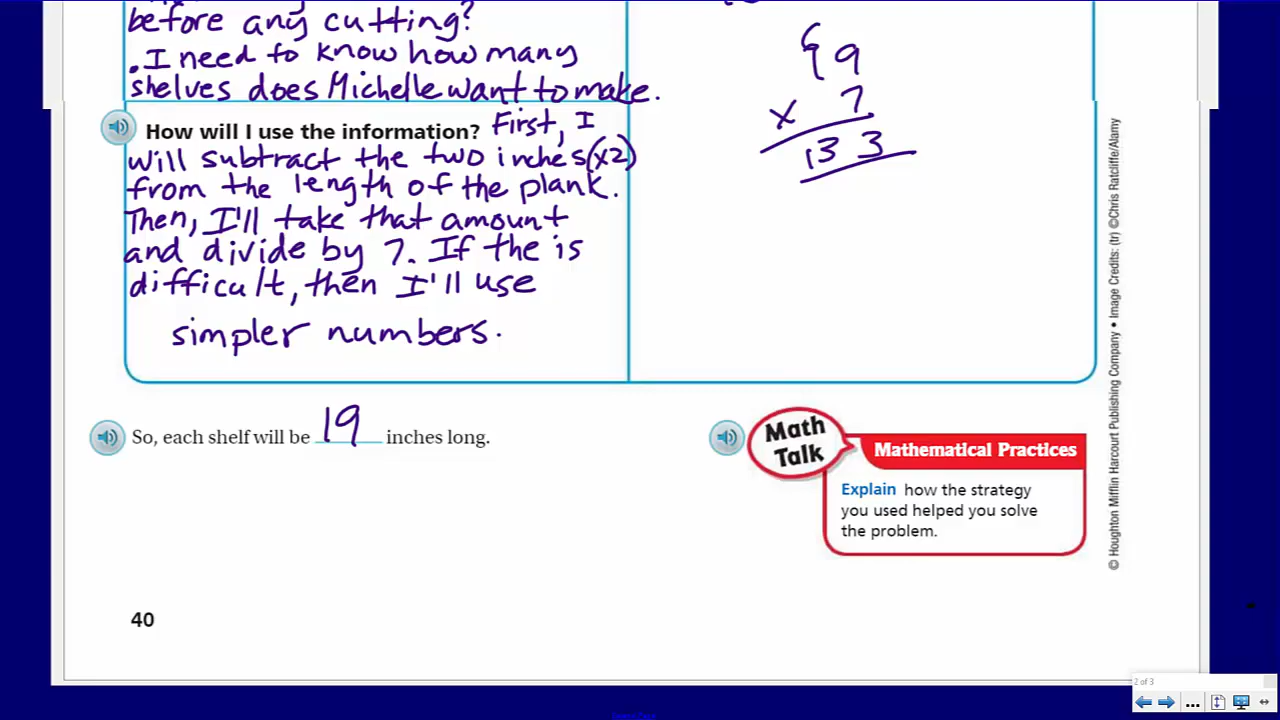 before any cutting?
.I need to know how many
shelves does Michelle want to make.
How will I use the information? First, I
will subtract the two inches(x2)
from the length of the plank.
Then, I'll take that amount
and divide by 7. If the is
difficult, then I'll use
simpler numbers.
9
x 7
133
So, each shelf will be 19 inches long.
Math
Talk
Mathematical Practices
Explain how the strategy
you used helped you solve
the problem.
© Houghton Mifflin Harcourt Publishing Company • Image Credits: (tr) ©Chris Ratcliffe/Alamy
40
2 of 3